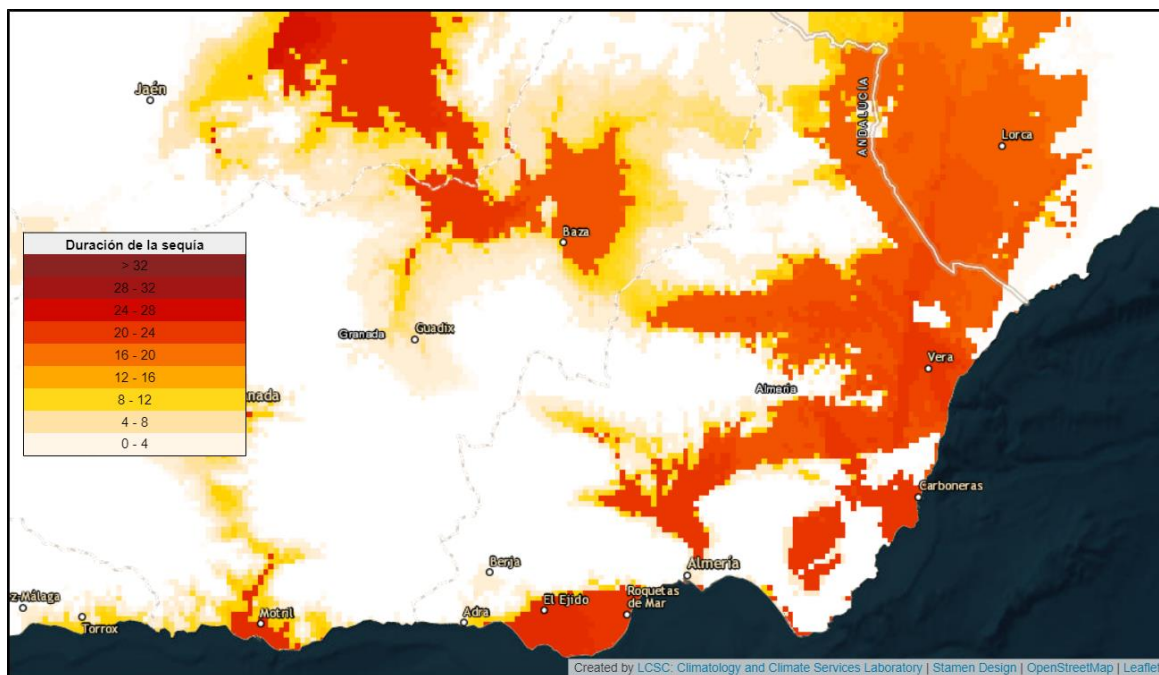 Jaén
ANDALUCÍA
Lorca
Baza
Duración de la sequía
> 32
28 - 32
24 - 28
20 - 24
16 - 20
12 - 16
8 - 12
4 - 8
0 - 4
Granada
Guadix
Vera
Almería
nada
Carboneras
Berja
Almería
Roquetas
de Mar
El Ejido
Adra
Motril
z-Málaga
Torrox
Created by LCSC: Climatology and Climate Services Laboratory | Stamen Design | OpenStreetMap | Leaflet